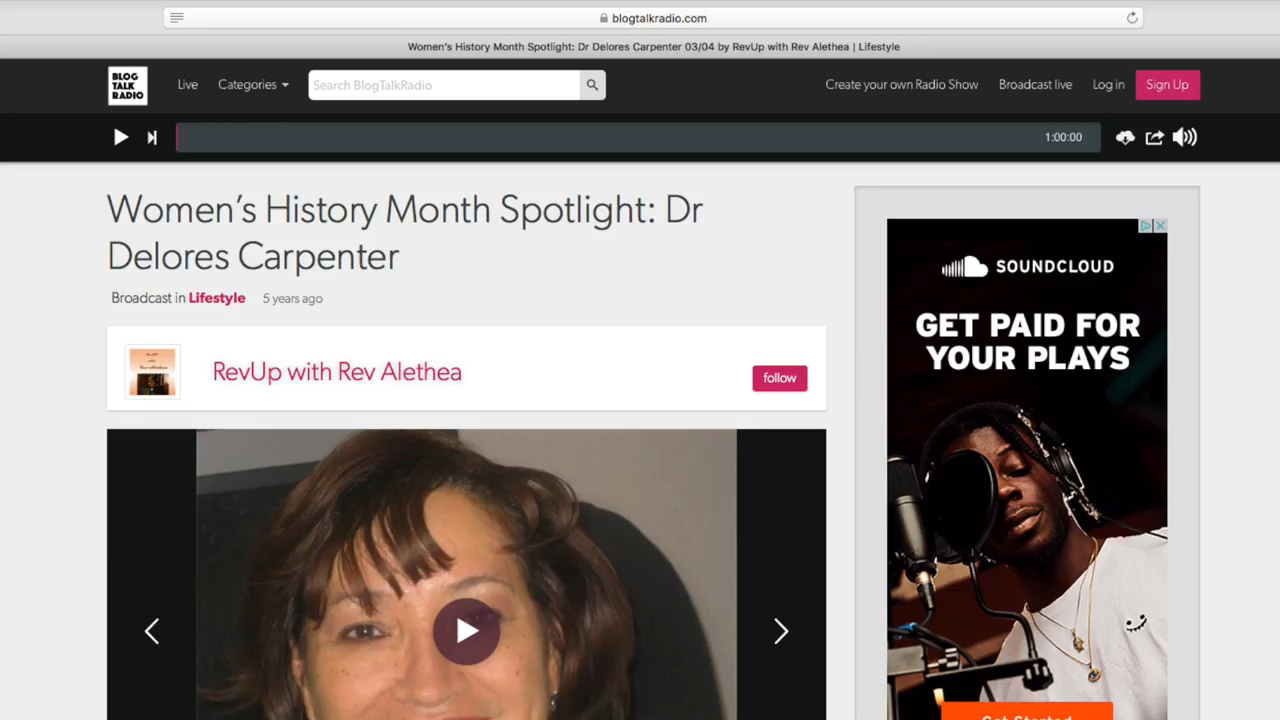 blogtalkradio.com
Women's History Month Spotlight: Dr Delores Carpenter 03/04 by RevUp with Rev Alethea | Lifestyle
BLOG
TALK
RADIO
Live
Categories
Search BlogTalkRadio
Create your own Radio Show
Broadcast live
Log in
Sign Up
1:00:00
Women's History Month Spotlight: Dr
Delores Carpenter
Broadcast in Lifestyle
5 years ago
RevUp with Rev Alethea
follow
SOUNDCLOUD
GET PAID FOR
YOUR PLAYS
Get Started